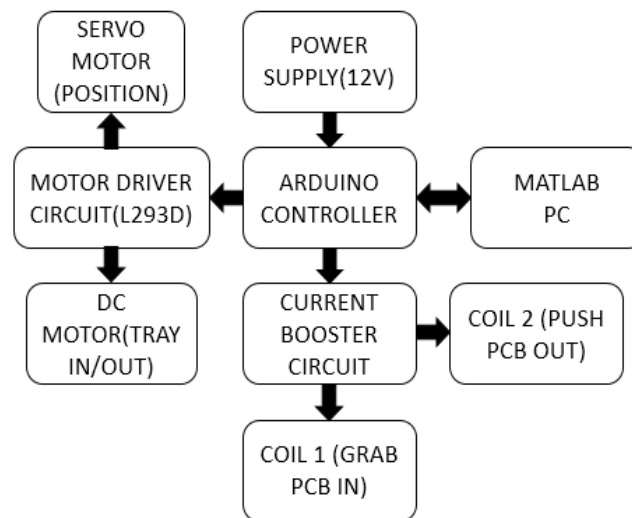 SERVO
MOTOR
(POSITION)
POWER
SUPPLY(12V)
MOTOR DRIVER
CIRCUIT(L293D)
ARDUINO
CONTROLLER
MATLAB
PC
DC
MOTOR(TRAY
IN/OUT)
CURRENT
BOOSTER
CIRCUIT
COIL 2 (PUSH
PCB OUT)
COIL 1 (GRAB
PCB IN)